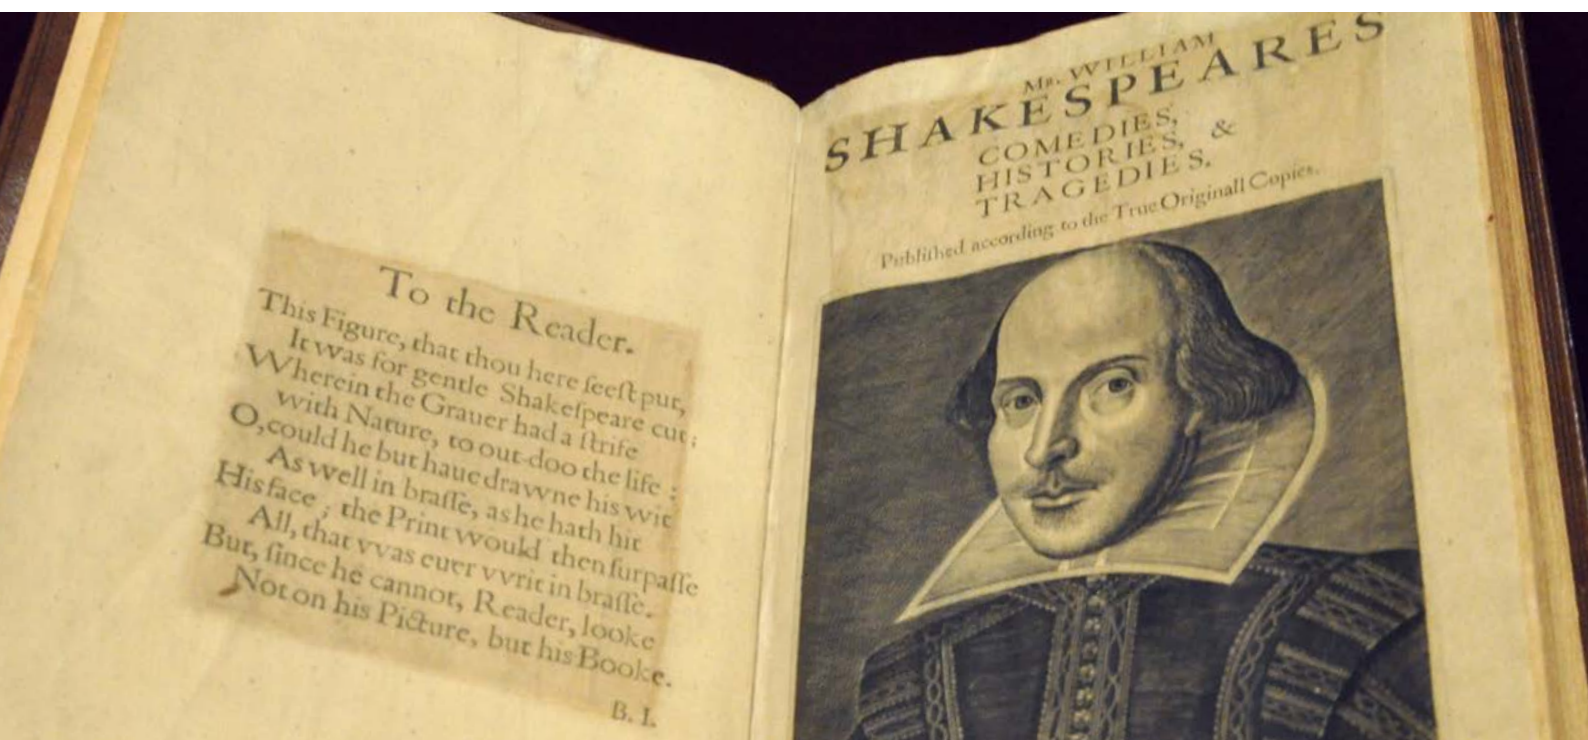 To the Reader.
This Figure, that thou here ſeeſt put,
It was for gentle Shakeſpeare cut;
Wherein the Grauer had a ſtrife
with Nature, to out-doo the life :
O, could he but haue dravvne his wit
As well in braſſe, as he hath hit
His face ; the Print would then ſurpaſſe
All, that vvas euer vvrit in braſſe.
But, ſince he cannot, Reader, looke
Not on his Picture, but his Booke.
B. I.
Mr. WILLIAM
SHAKESPEARES
COMEDIES,
HISTORIES, &
TRAGEDIES.
Publiſhed according to the True Originall Copies.